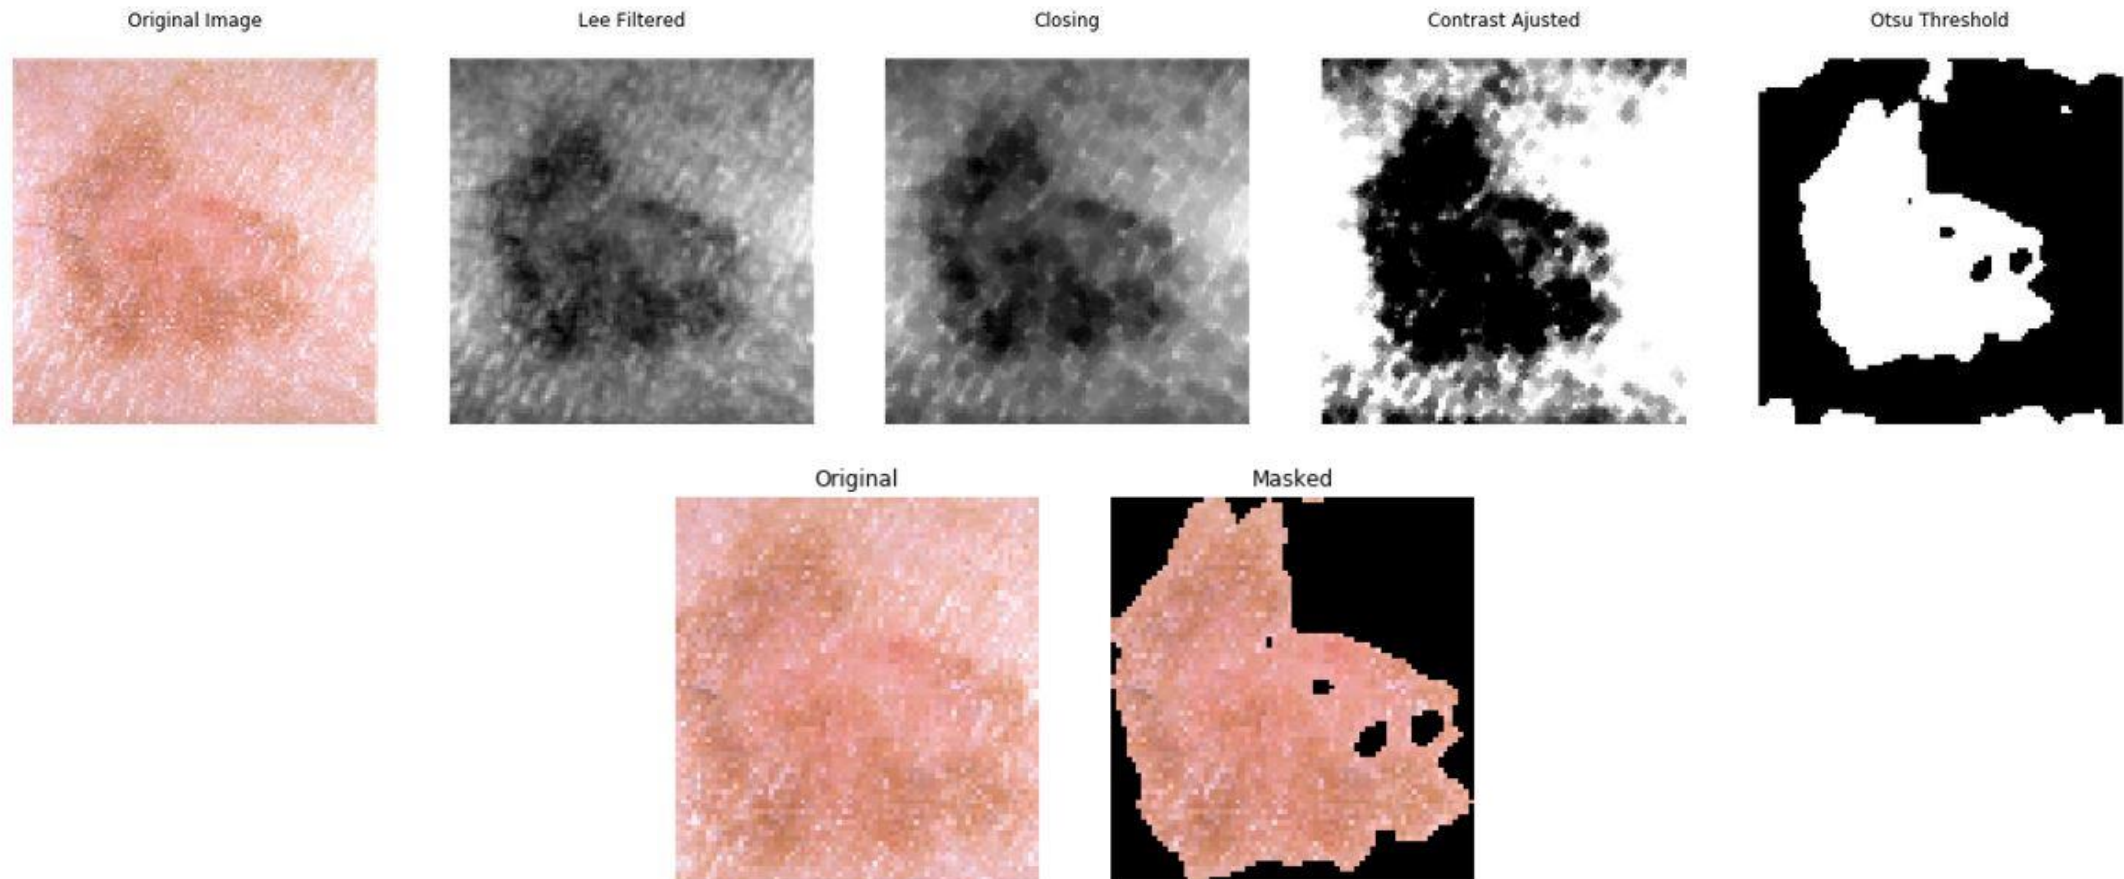 Original Image
Lee Filtered
Closing
Contrast Ajusted
Otsu Threshold
Original
Masked